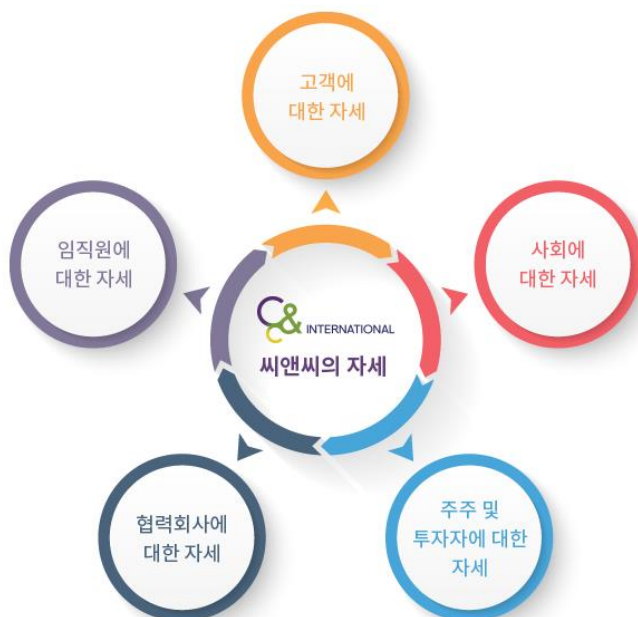 고객에
대한 자세
임직원에
대한 자세
사회에
대한 자세
C&C INTERNATIONAL
씨앤씨의 자세
협력회사에
대한 자세
주주 및
투자자에 대한
자세